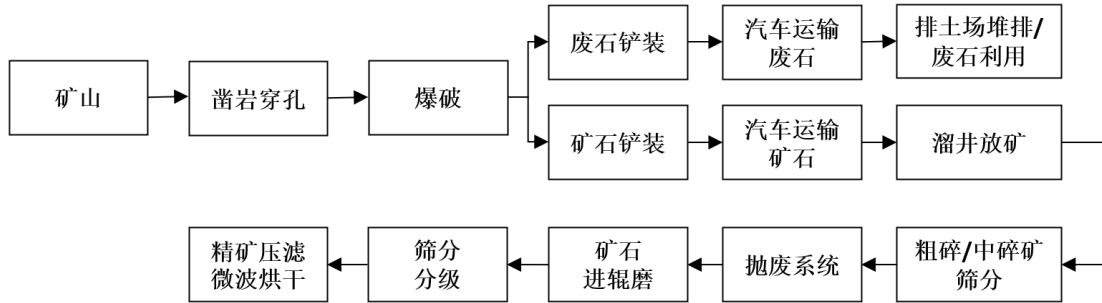 矿山
凿岩穿孔
爆破
废石铲装
汽车运输
废石
排土场堆排/
废石利用
矿石铲装
汽车运输
矿石
溜井放矿
粗碎/中碎矿
筛分
抛废系统
矿石
进辊磨
筛分
分级
精矿压滤
微波烘干